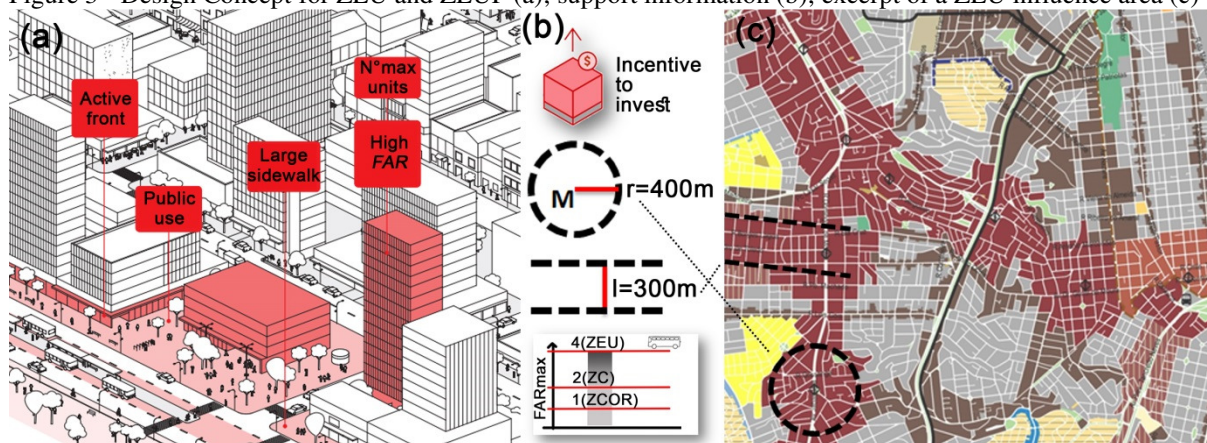 Figure 3 - Design Concept for ZEU and ZEUP (a), support information (b), excerpt of a ZEU influence area (c)
(a)
Active
front
Public
use
Large
sidewalk
N°max
units
High
FAR
(b)
$
Incentive
to
invest
M
r=400m
l=300m
FARmax
4(ZEU)
2(ZC)
1(ZCOR)
(c)